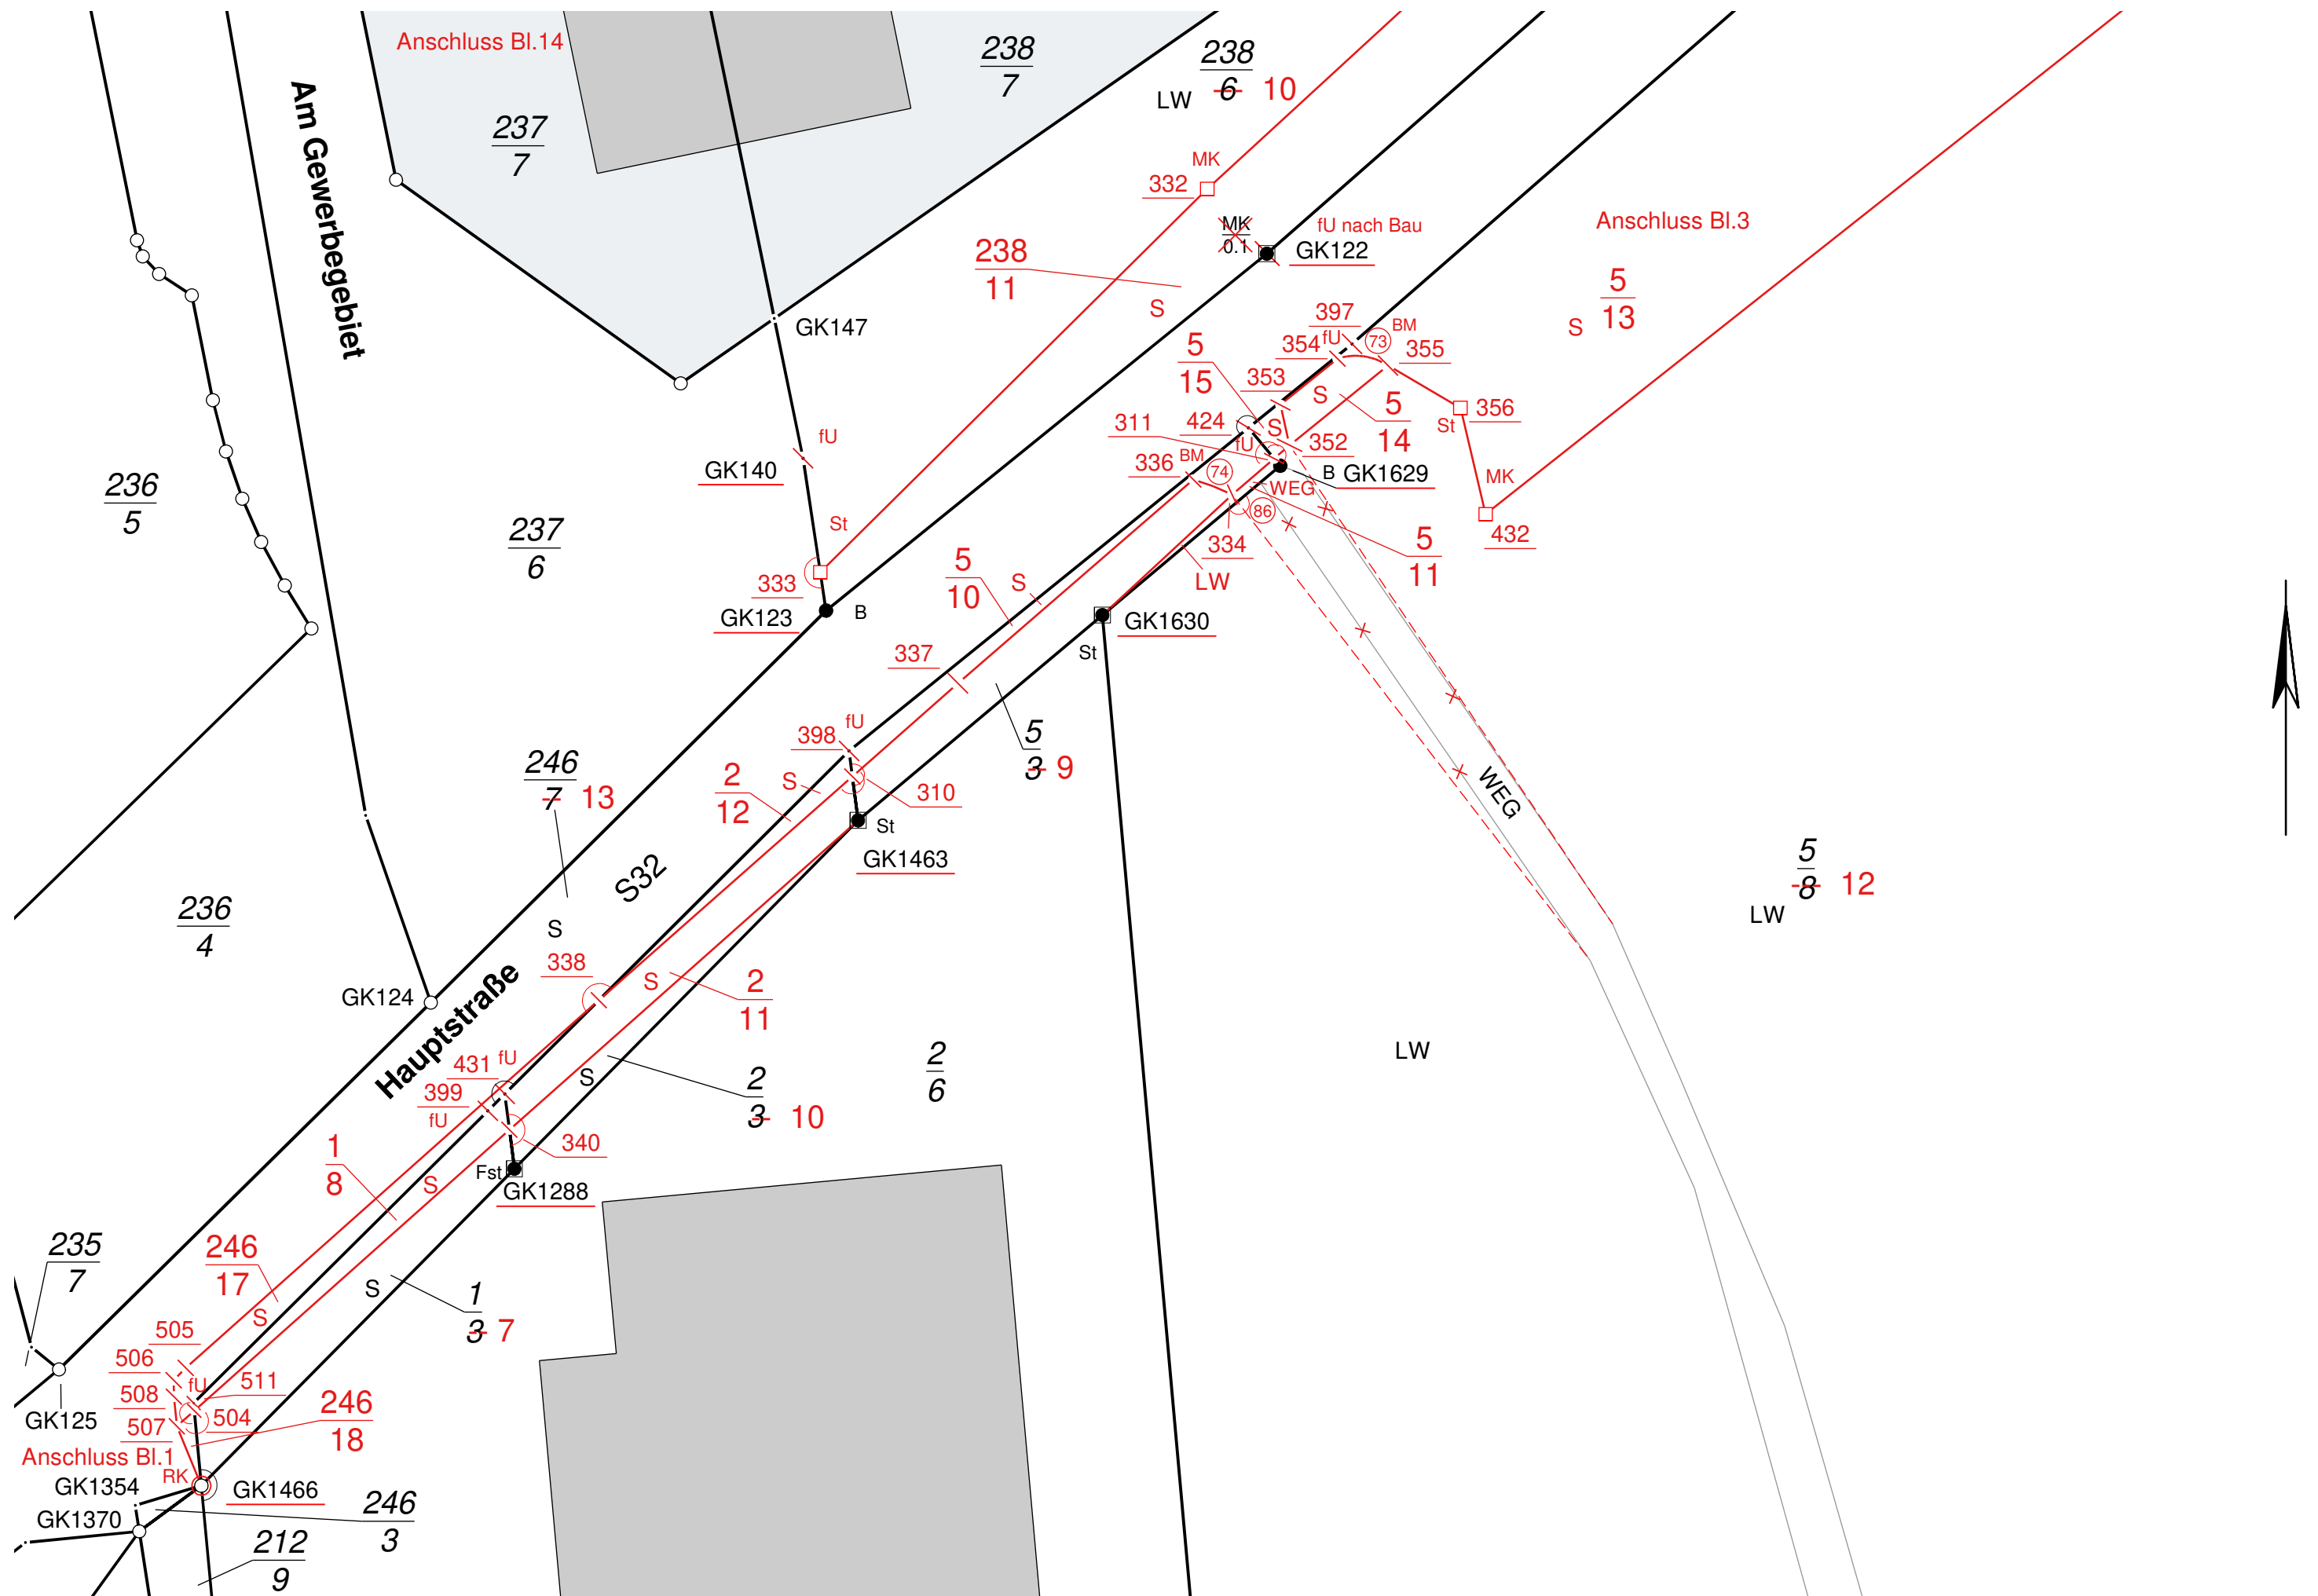 Anschluss Bl.14
238
7
238
6 10
LW
Am Gewerbegebiet
237
7
MK
332
MK
0.1
fU nach Bau
GK122
Anschluss Bl.3
238
11
S
5
13
S
GK147
397
fU
BM
73
354
355
5
15
353
S
5
14
356
St
fU
GK140
311
424
fU
S
352
336
BM
74
B GK1629
MK
WEG
86
236
5
237
6
St
334
432
5
11
5
10
S
LW
333
GK123
B
GK1630
St
337
398
fU
5
3 9
246
7 13
2
12
S
310
St
GK1463
WEG
5
8 12
LW
S32
236
4
S
338
S
2
11
GK124
Hauptstraße
431
fU
399
fU
S
2
3 10
2
6
LW
340
1
8
S
Fst
GK1288
235
7
246
17
S
S
1
3 7
505
506
fU
511
508
504
507
246
18
GK125
Anschluss Bl.1
RK
GK1354
GK1466
GK1370
246
3
212
9